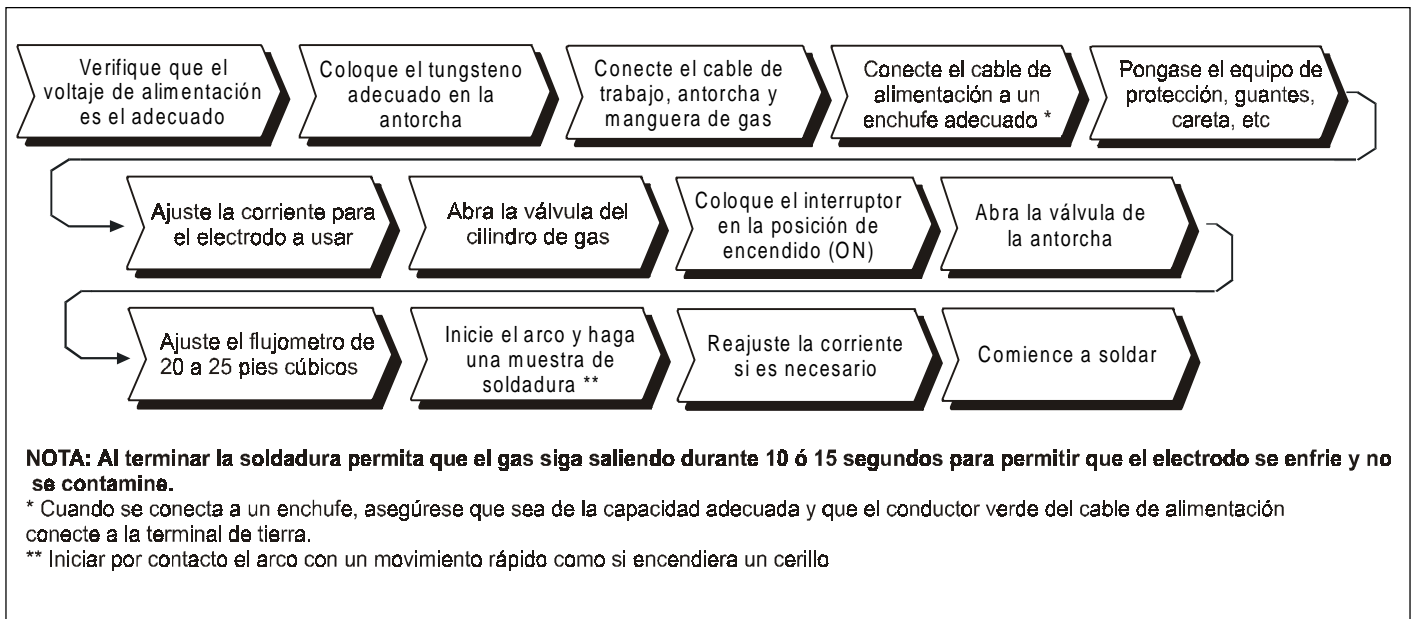 Verifique que el
voltaje de alimentación
es el adecuado
Coloque el tungsteno
adecuado en la
antorcha
Conecte el cable de
trabajo, antorcha y
manguera de gas
Conecte el cable de
alimentación a un
enchufe adecuado *
Pongase el equipo de
protección, guantes,
careta, etc
Ajuste la corriente para
el electrodo a usar
Abra la válvula del
cilindro de gas
Coloque el interruptor
en la posición de
encendido (ON)
Abra la válvula de
la antorcha
Ajuste el flujometro de
20 a 25 pies cúbicos
Inicie el arco y haga
una muestra de
soldadura **
Reajuste la corriente
si es necesario
Comience a soldar
NOTA: Al terminar la soldadura permita que el gas siga saliendo durante 10 ó 15 segundos para permitir que el electrodo se enfrie y no
se contamine.
* Cuando se conecta a un enchufe, asegúrese que sea de la capacidad adecuada y que el conductor verde del cable de alimentación
conecte a la terminal de tierra.
** Iniciar por contacto el arco con un movimiento rápido como si encendiera un cerillo